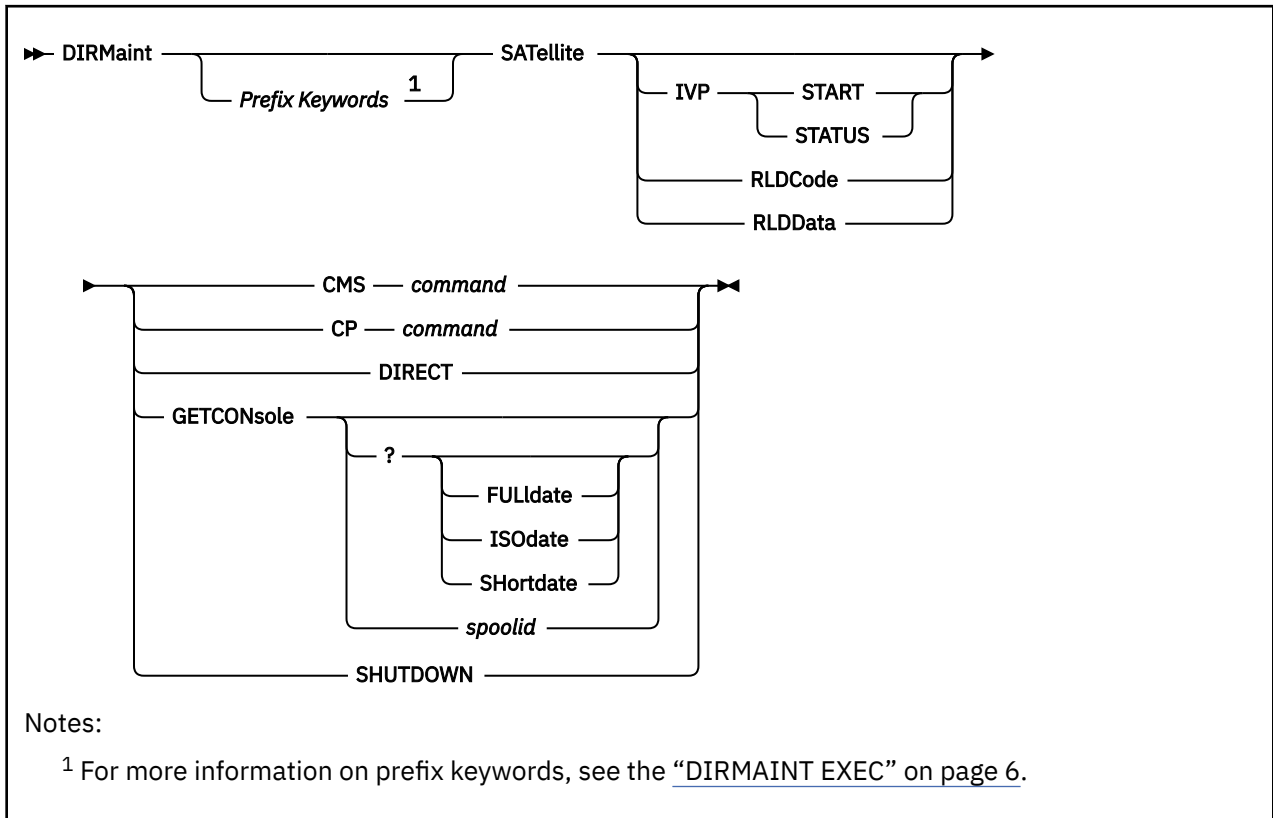 DIRMaint SATellite
Prefix Keywords 1
IVP START
STATUS
RLDCode
RLDData
CMS command
CP command
DIRECT
GETCONsole
?
FULldate
ISOdate
SHortdate
spoolid
SHUTDOWN
Notes:
1 For more information on prefix keywords, see the “DIRMAINT EXEC” on page 6.